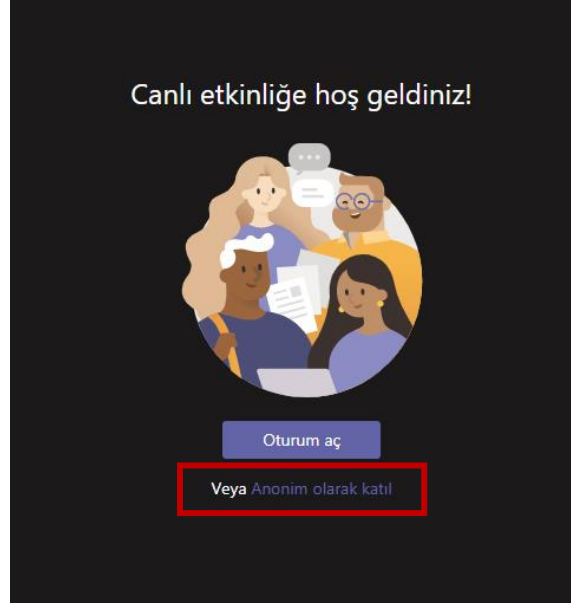 Canlı etkinliğe hoş geldiniz!
Oturum aç
Veya Anonim olarak katıl